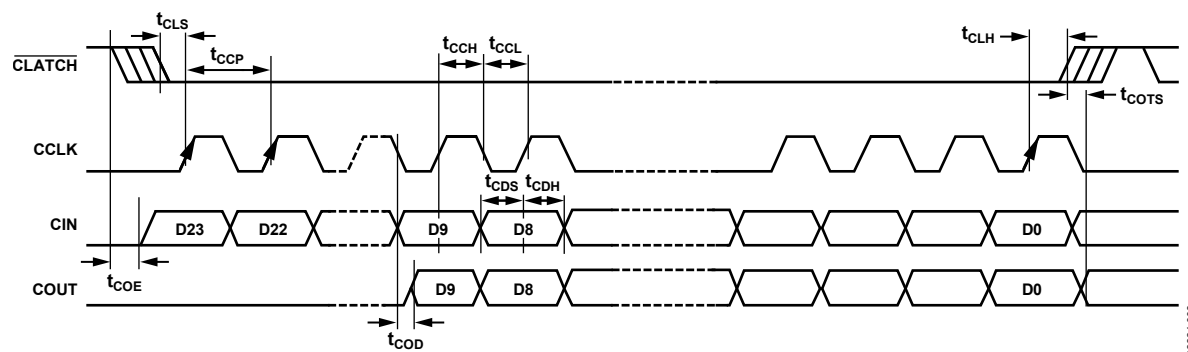 tCLS
tCCP
tCCH
tCCL
tCLH
CLATCH
tCOTS
CCLK
tCDS
tCDH
CIN
D23
D22
D9
D8
D0
tCOE
COUT
D9
D8
D0
tCOD